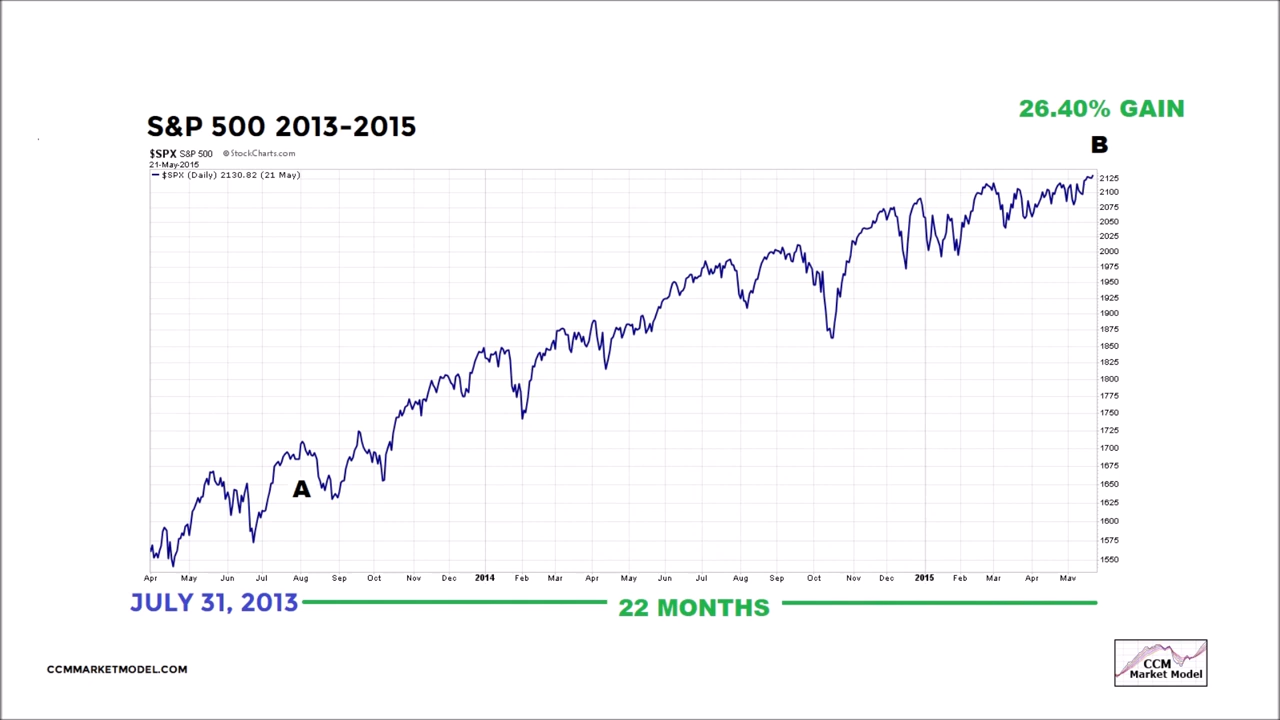 26.40% GAIN
S&P 500 2013-2015
B
$SPX S&P 500 ©StockCharts.com
21-May-2015
$SPX (Daily) 2130.82 (21 May)
2125
2100
2075
2050
2025
2000
1975
1950
1925
1900
1875
1850
1825
1800
1775
1750
1725
1700
1675
1650
1625
1600
1575
1550
A
Apr May Jun Jul Aug Sep Oct Nov Dec 2014 Feb Mar Apr May Jun Jul Aug Sep Oct Nov Dec 2015 Feb Mar Apr May
JULY 31, 2013 22 MONTHS
CCMMARKETMODEL.COM
CCM
Market Model